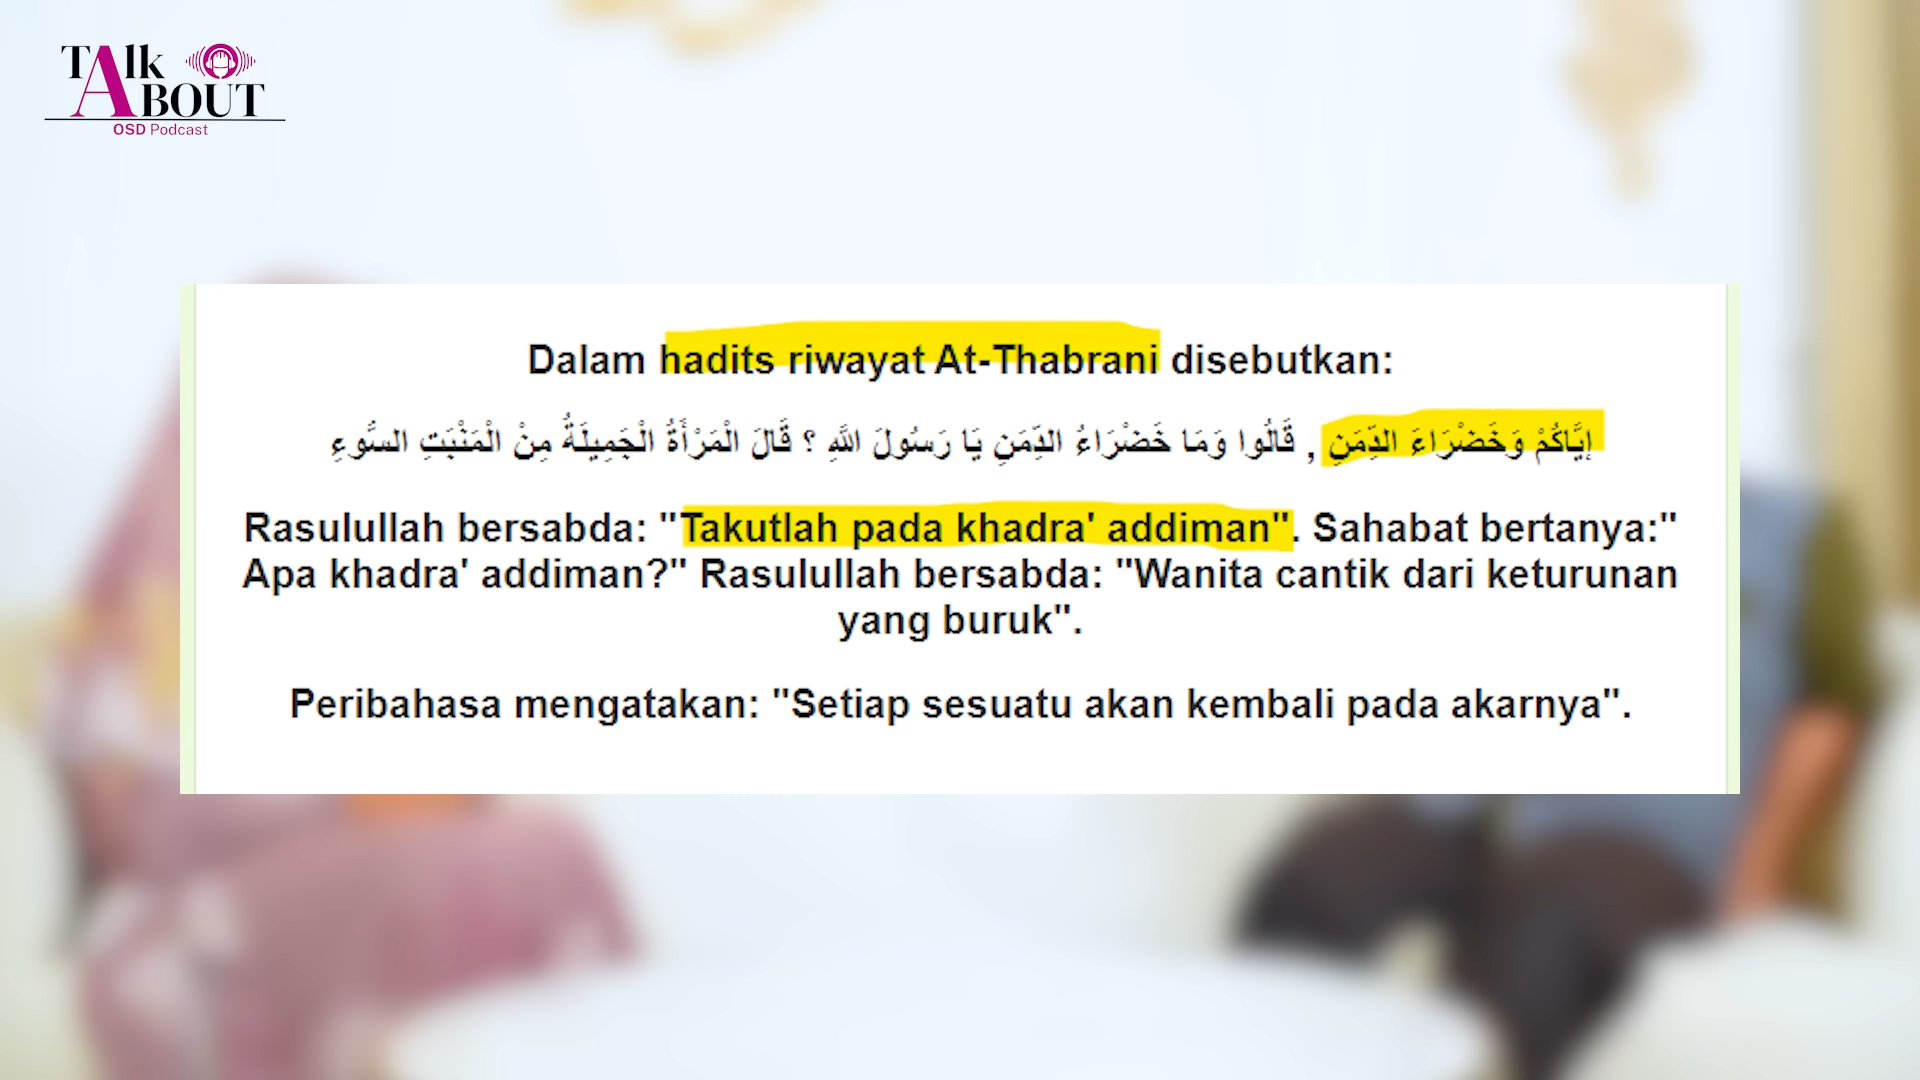 TAlk
ABOUT
OSD Podcast
Dalam hadits riwayat At-Thabrani disebutkan:
إِيَّاكُمْ وَخَضْرَاءَ الدِّمَنِ , قَالُوا وَمَا خَضْرَاءُ الدِّمَنِ يَا رَسُولَ اللهِ ؟ قَالَ الْمَرْأَةُ الْجَمِيلَةُ مِنْ الْمَنْبَتِ السُّوءِ
Rasulullah bersabda: "Takutlah pada khadra' addiman". Sahabat bertanya:"
Apa khadra' addiman?" Rasulullah bersabda: "Wanita cantik dari keturunan
yang buruk".
Peribahasa mengatakan: "Setiap sesuatu akan kembali pada akarnya".